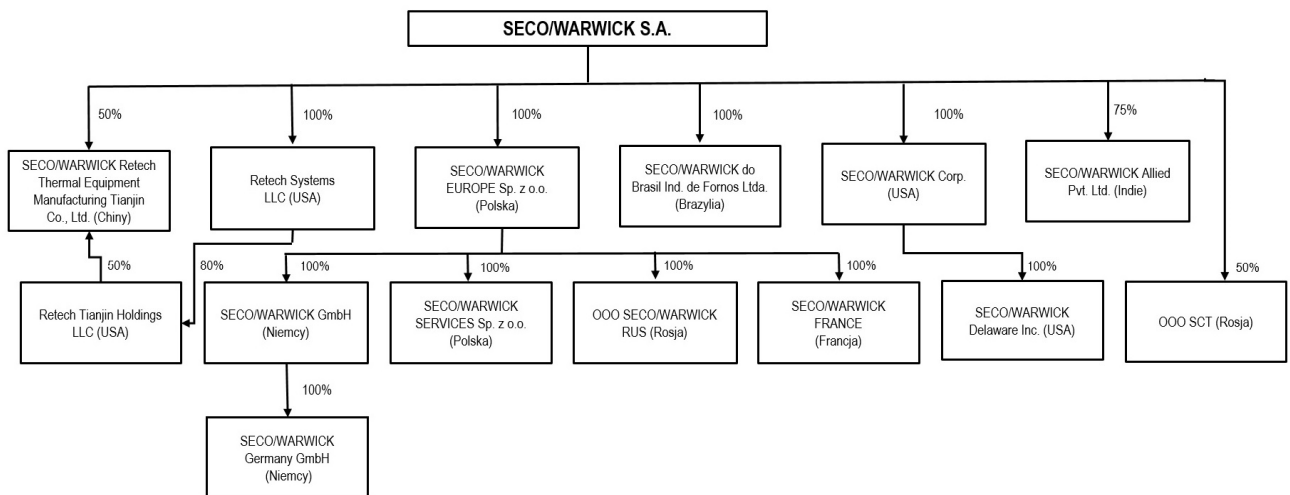 SECO/WARWICK S.A.
50%
100%
100%
100%
100%
75%
SECO/WARWICK Retech
Thermal Equipment
Manufacturing Tianjin
Co., Ltd. (Chiny)
Retech Systems
LLC (USA)
SECO/WARWICK
EUROPE Sp. z o.o.
(Polska)
SECO/WARWICK do
Brasil Ind. de Fornos Ltda.
(Brazylia)
SECO/WARWICK Corp.
(USA)
SECO/WARWICK Allied
Pvt. Ltd. (Indie)
50%
80%
100%
100%
100%
100%
100%
50%
Retech Tianjin Holdings
LLC (USA)
SECO/WARWICK GmbH
(Niemcy)
SECO/WARWICK
SERVICES Sp. z o.o.
(Polska)
OOO SECO/WARWICK
RUS (Rosja)
SECO/WARWICK
FRANCE
(Francja)
SECO/WARWICK
Delaware Inc. (USA)
OOO SCT (Rosja)
100%
SECO/WARWICK
Germany GmbH
(Niemcy)